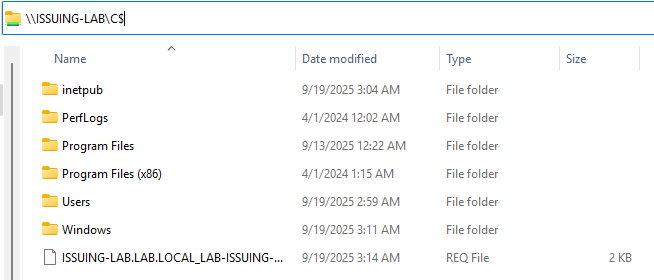 \\ISSUING-LAB\C$
Name Date modified Type Size
inetpub 9/19/2025 3:04 AM File folder
PerfLogs 4/1/2024 12:02 AM File folder
Program Files 9/13/2025 12:22 AM File folder
Program Files (x86) 4/1/2024 1:15 AM File folder
Users 9/19/2025 2:59 AM File folder
Windows 9/19/2025 3:11 AM File folder
ISSUING-LAB.LAB.LOCAL_LAB-ISSUING-... 9/19/2025 3:14 AM REQ File 2 KB